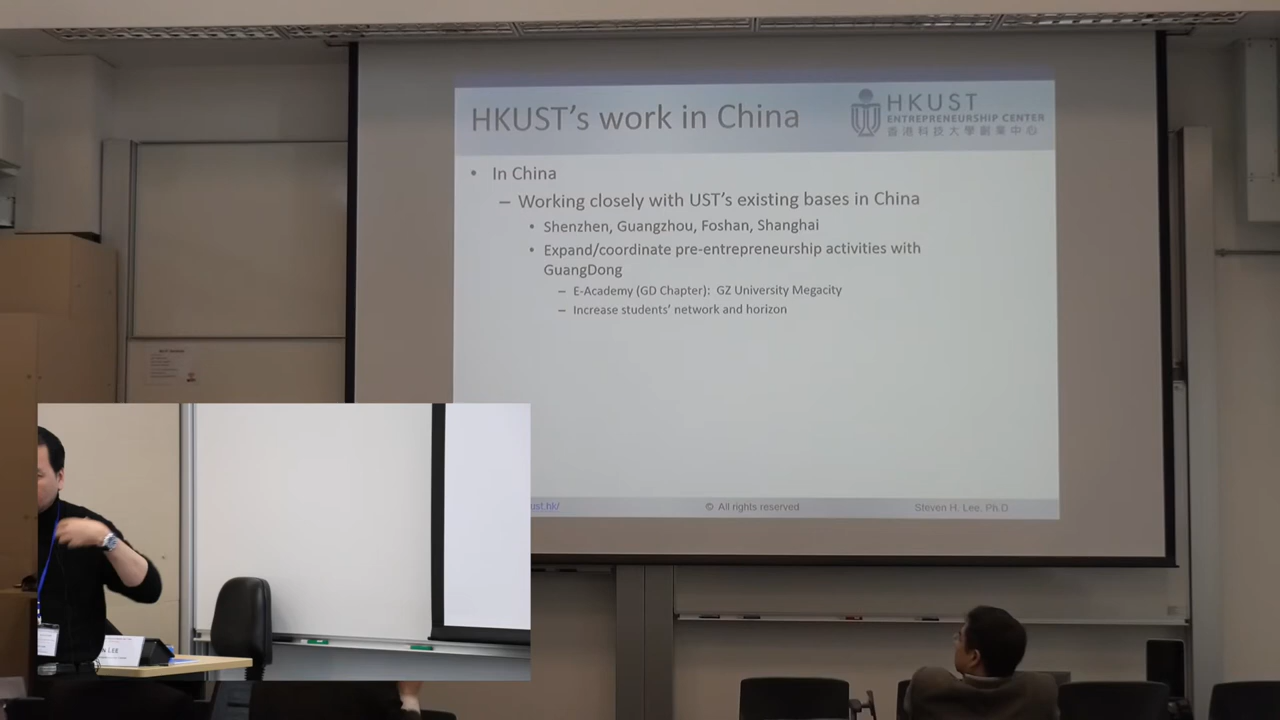 HKUST's work in China
HKUST
ENTREPRENEURSHIP CENTER
香港科技大學創業中心
• In China
– Working closely with UST's existing bases in China
• Shenzhen, Guangzhou, Foshan, Shanghai
• Expand/coordinate pre-entrepreneurship activities with
GuangDong
– E-Academy (GD Chapter): GZ University Megacity
– Increase students' network and horizon
ust.hk/
© All rights reserved
Steven H. Lee, Ph.D
LEE